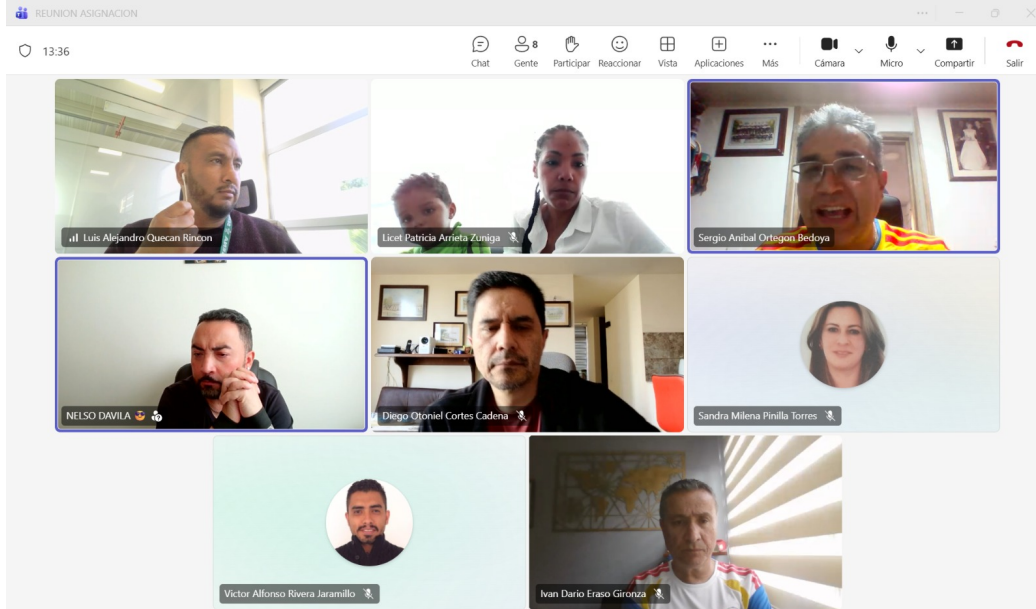 REUNION ASIGNACION
13:36
8
Chat
Gente
Participar
Reaccionar
Vista
Aplicaciones
Más
Cámara
Micro
Compartir
Salir
Luis Alejandro Quecan Rincon
Licet Patricia Arrieta Zuniga
Sergio Anibal Ortegon Bedoya
NELSO DAVILA
Diego Otoniel Cortes Cadena
Sandra Milena Pinilla Torres
Victor Alfonso Rivera Jaramillo
Ivan Dario Eraso Gironza